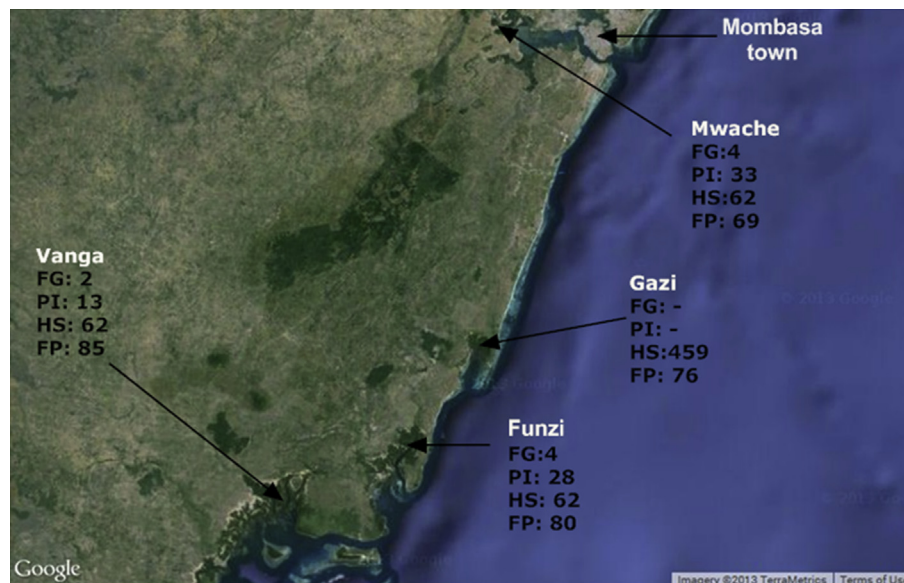 Mombasa
town
Mwache
FG:4
PI: 33
HS:62
FP: 69
Vanga
FG: 2
PI: 13
HS: 62
FP: 85
Gazi
FG: -
PI: -
HS:459
FP: 76
Funzi
FG:4
PI: 28
HS: 62
FP: 80
Google
Imagery ©2013 TerraMetrics
Terms of Us